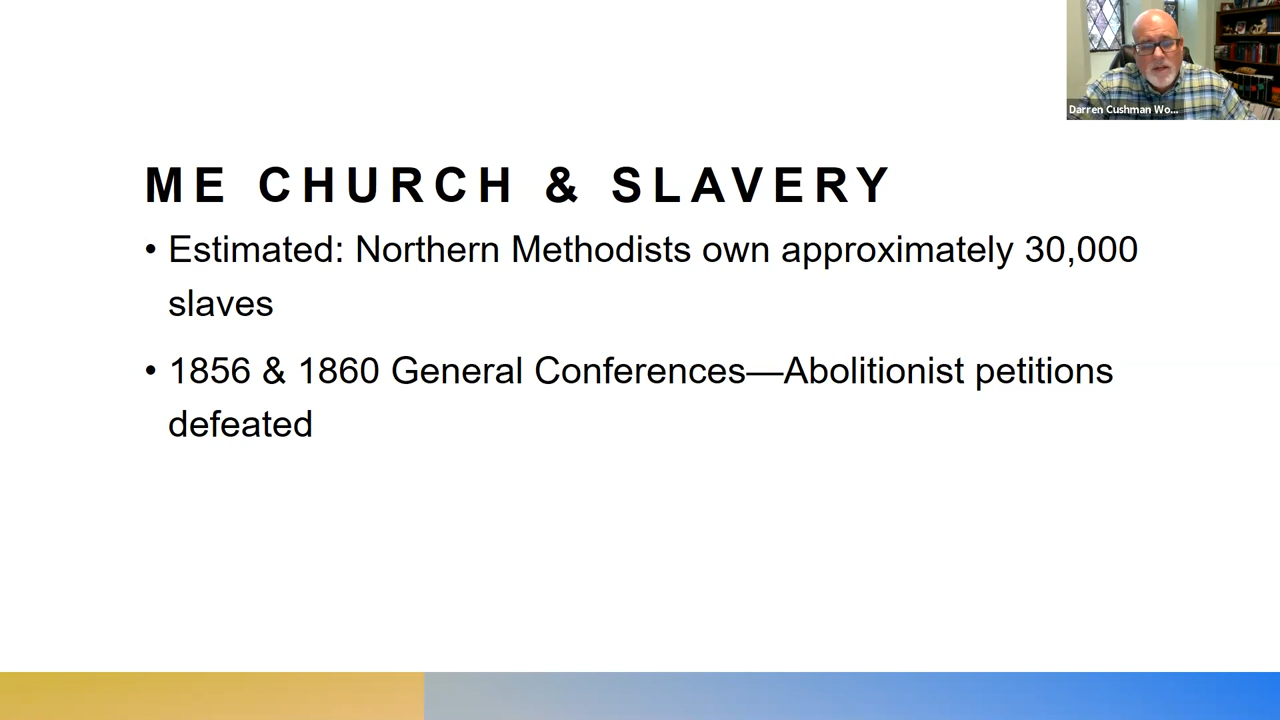 Darren Cushman Wo...
ME CHURCH & SLAVERY
• Estimated: Northern Methodists own approximately 30,000
slaves
• 1856 & 1860 General Conferences—Abolitionist petitions
defeated